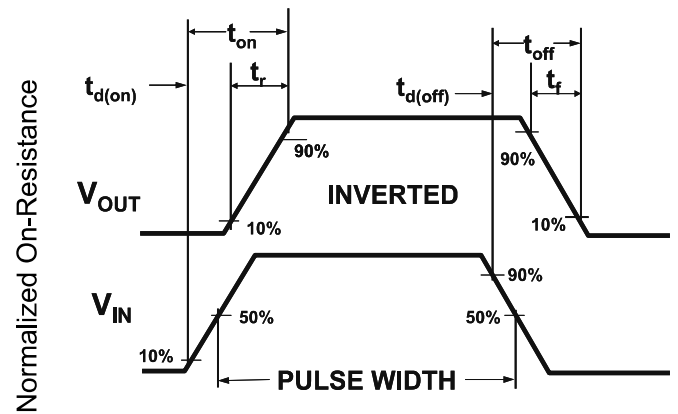 Normalized On-Resistance
ton
toff
td(on)
tr
td(off)
tf
90%
90%
VOUT
INVERTED
10%
10%
VIN
90%
50%
50%
10%
PULSE WIDTH